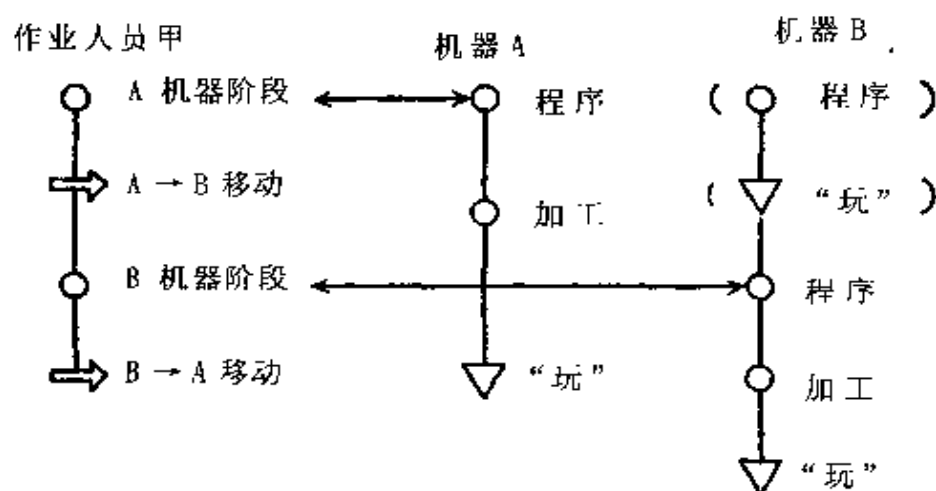 作业人员甲 机器A 机器B
A 机器阶段 程序 ( 程序 )
A → B 移动 ( “玩” )
加工
B 机器阶段 程序
B → A 移动 “玩” 加工
“玩”